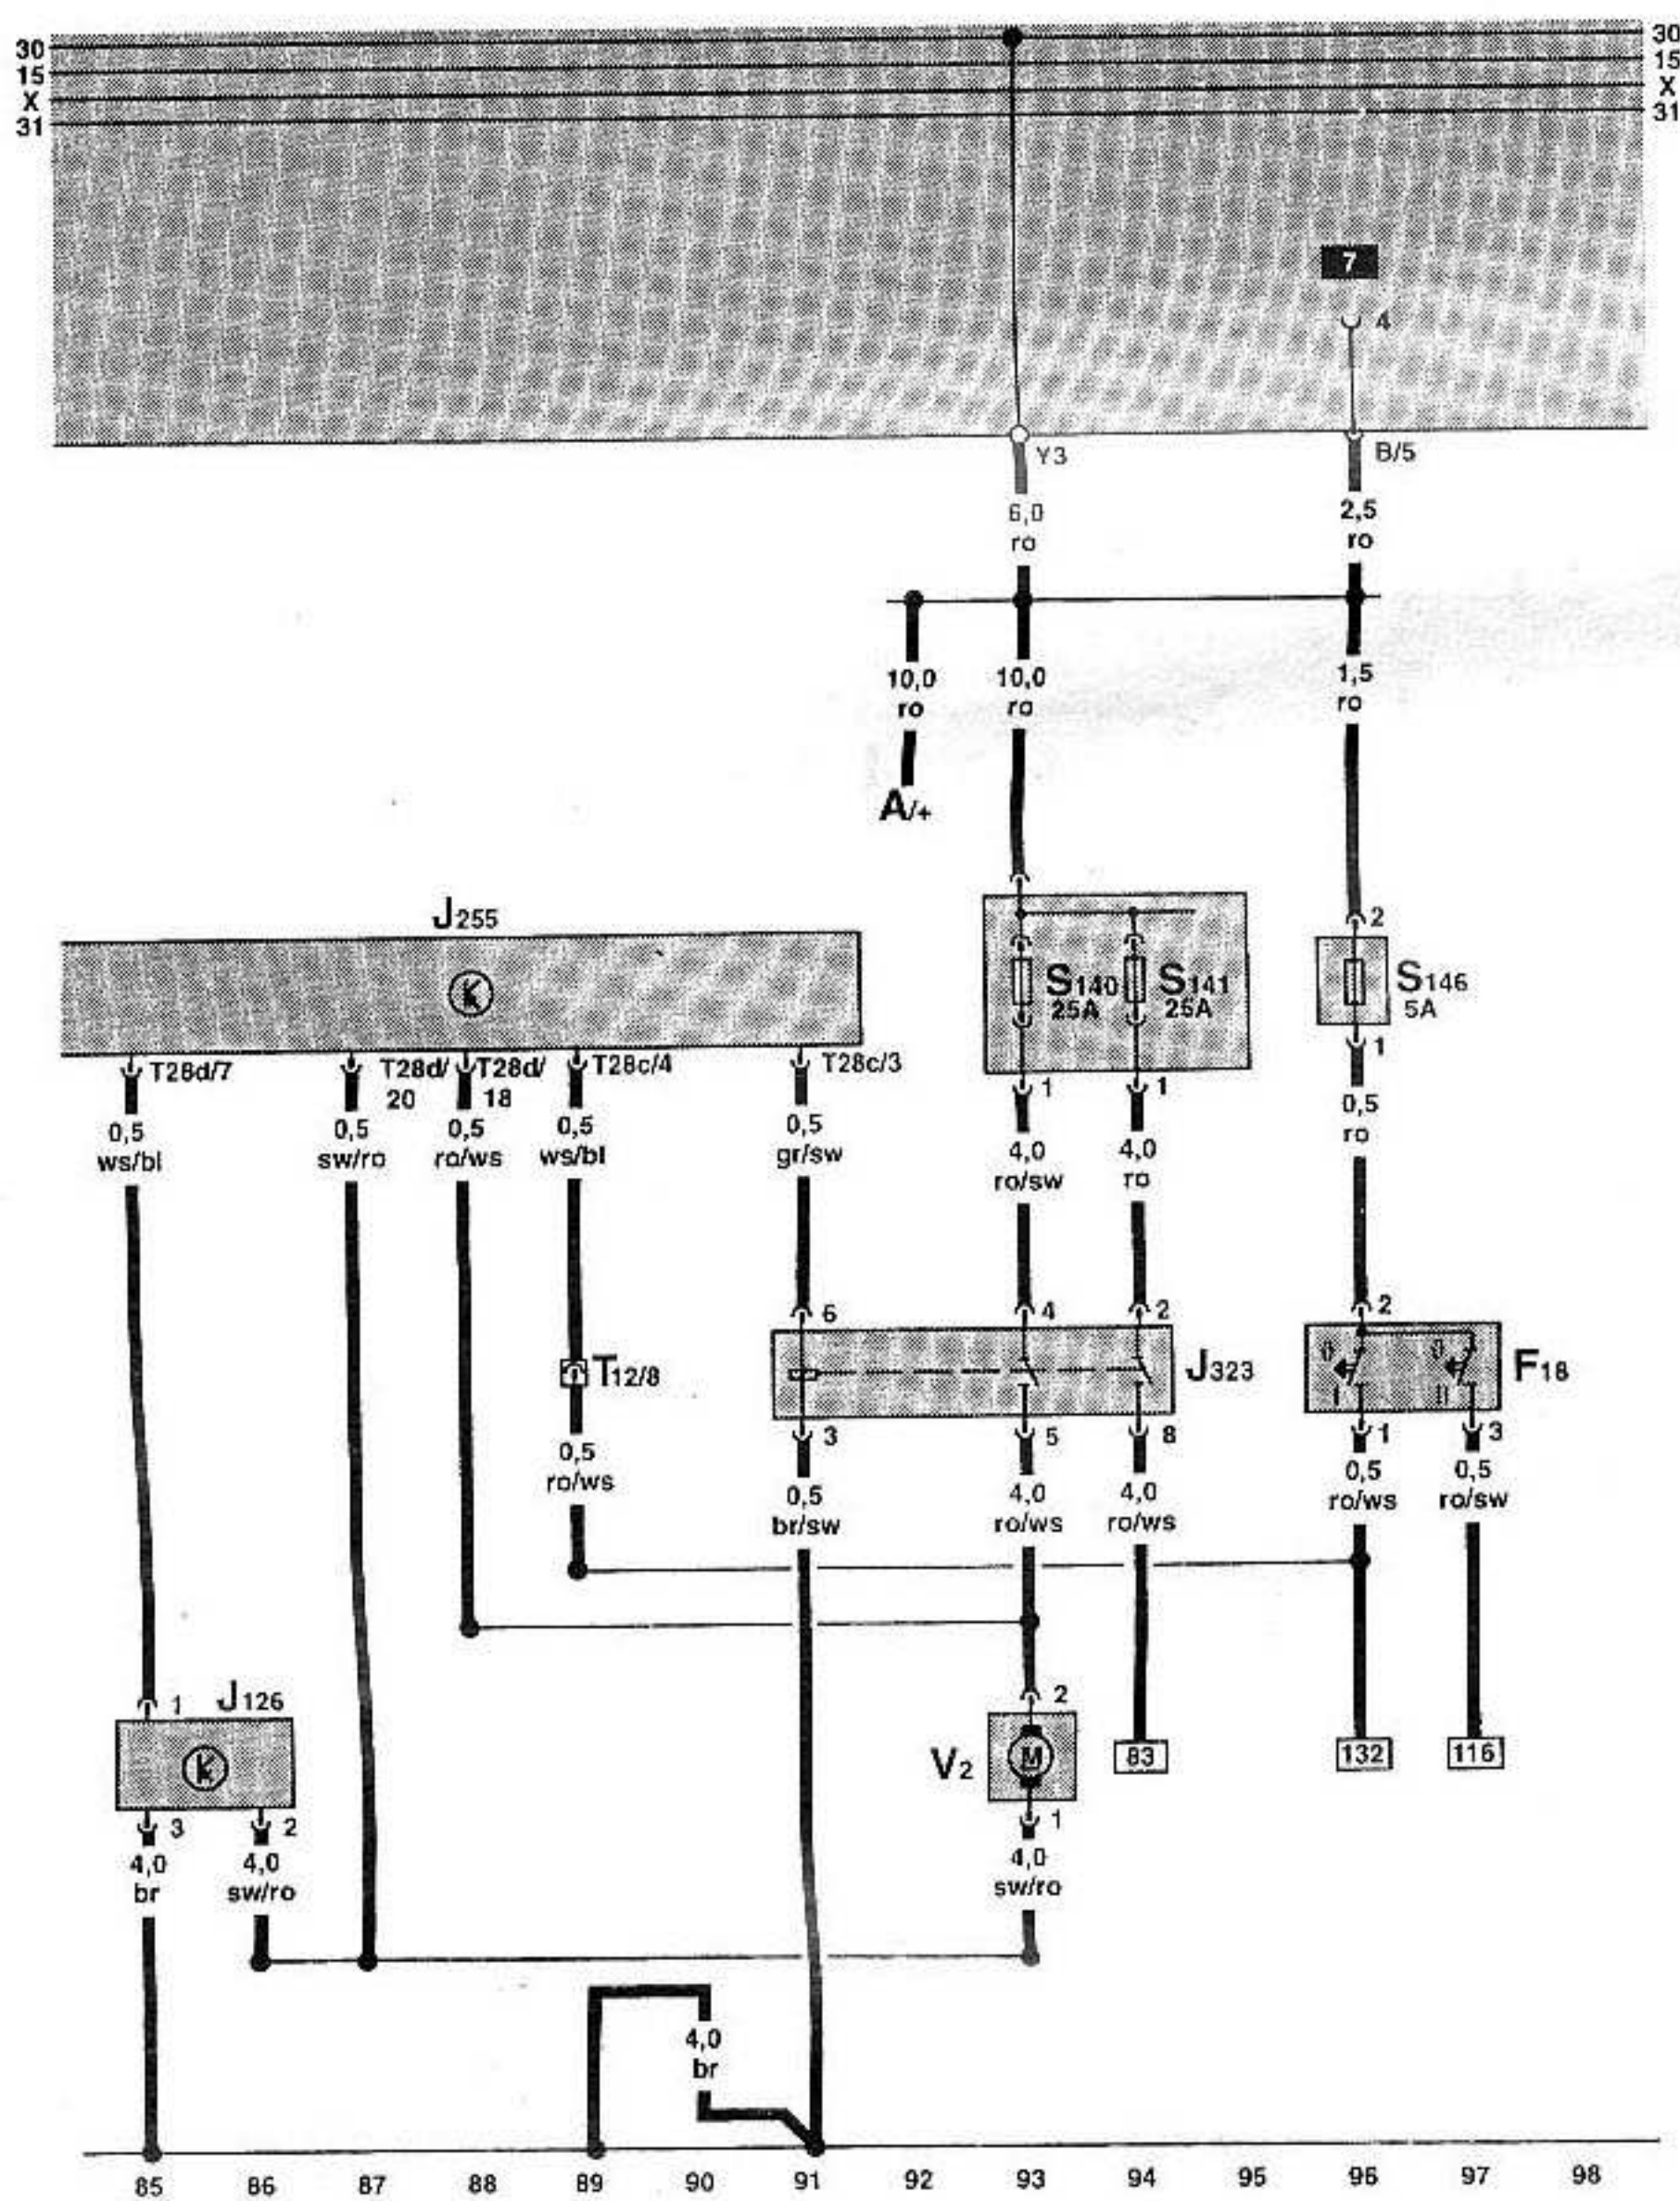 30 30
15 15
X X
31 31
7
4
Y3 B/5
6,0 2,5
ro ro
10,0 10,0 1,5
ro ro ro
A/+
J255
2
S140 S141 S146
25A 25A 5A
1
T28d/7 T28d/20 T28d/18 T28c/4 T28c/3
1 1
0,5 0,5 0,5 0,5 0,5 4,0 4,0 0,5
ws/bl sw/ro ro/ws ws/bl gr/sw ro/sw ro ro
6 4 2 2
T12/8 J323 F18
3 5 8 1 3
0,5 0,5 4,0 4,0 0,5 0,5
ro/ws br/sw ro/ws ro/ws ro/ws ro/sw
1 J126 2
K V2 M 83 132 116
3 2 1
4,0 4,0 4,0
br sw/ro sw/ro
4,0
br
85 86 87 88 89 90 91 92 93 94 95 96 97 98